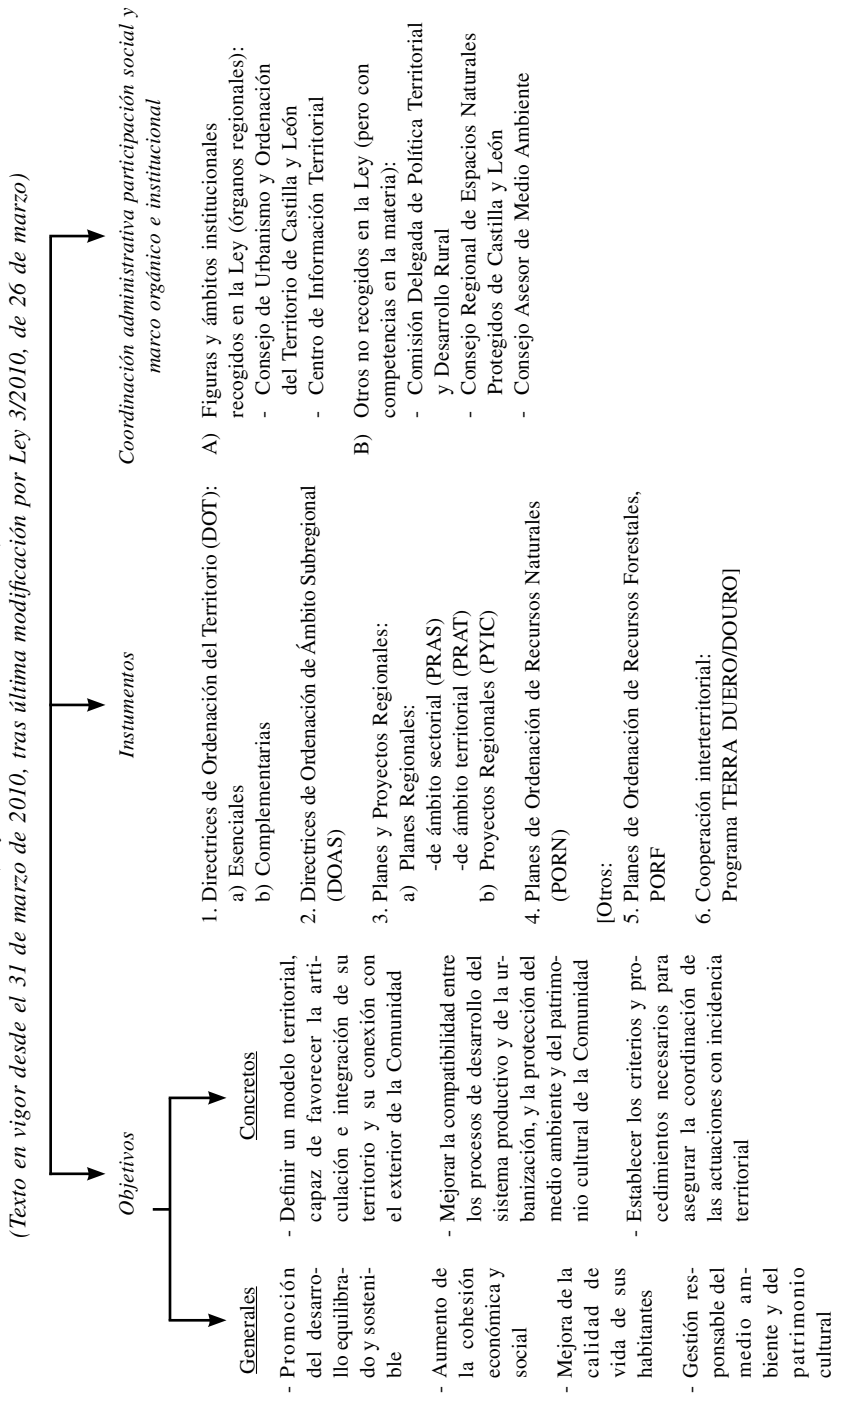 (Texto en vigor desde el 31 de marzo de 2010, tras última modificación por Ley 3/2010, de 26 de marzo)
Objetivos
Generales
- Promoción
del desarro-
llo equilibra-
do y sosteni-
ble
- Aumento de
la cohesión
económica y
social
- Mejora de la
calidad de
vida de sus
habitantes
- Gestión res-
ponsable del
medio am-
biente y del
patrimonio
cultural
Concretos
- Definir un modelo territorial,
capaz de favorecer la arti-
culación e integración de su
territorio y su conexión con
el exterior de la Comunidad
- Mejorar la compatibilidad entre
los procesos de desarrollo del
sistema productivo y de la ur-
banización, y la protección del
medio ambiente y del patrimo-
nio cultural de la Comunidad
- Establecer los criterios y pro-
cedimientos necesarios para
asegurar la coordinación de
las actuaciones con incidencia
territorial
Instumentos
1. Directrices de Ordenación del Territorio (DOT):
a) Esenciales
b) Complementarias
2. Directrices de Ordenación de Ámbito Subregional
(DOAS)
3. Planes y Proyectos Regionales:
a) Planes Regionales:
-de ámbito sectorial (PRAS)
-de ámbito territorial (PRAT)
b) Proyectos Regionales (PYIC)
4. Planes de Ordenación de Recursos Naturales
(PORN)
[Otros:
5. Planes de Ordenación de Recursos Forestales,
PORF
6. Cooperación interterritorial:
Programa TERRA DUERO/DOURO]
Coordinación administrativa participación social y
marco orgánico e institucional
A) Figuras y ámbitos institucionales
recogidos en la Ley (órganos regionales):
- Consejo de Urbanismo y Ordenación
del Territorio de Castilla y León
- Centro de Información Territorial
B) Otros no recogidos en la Ley (pero con
competencias en la materia):
- Comisión Delegada de Política Territorial
y Desarrollo Rural
- Consejo Regional de Espacios Naturales
Protegidos de Castilla y León
- Consejo Asesor de Medio Ambiente